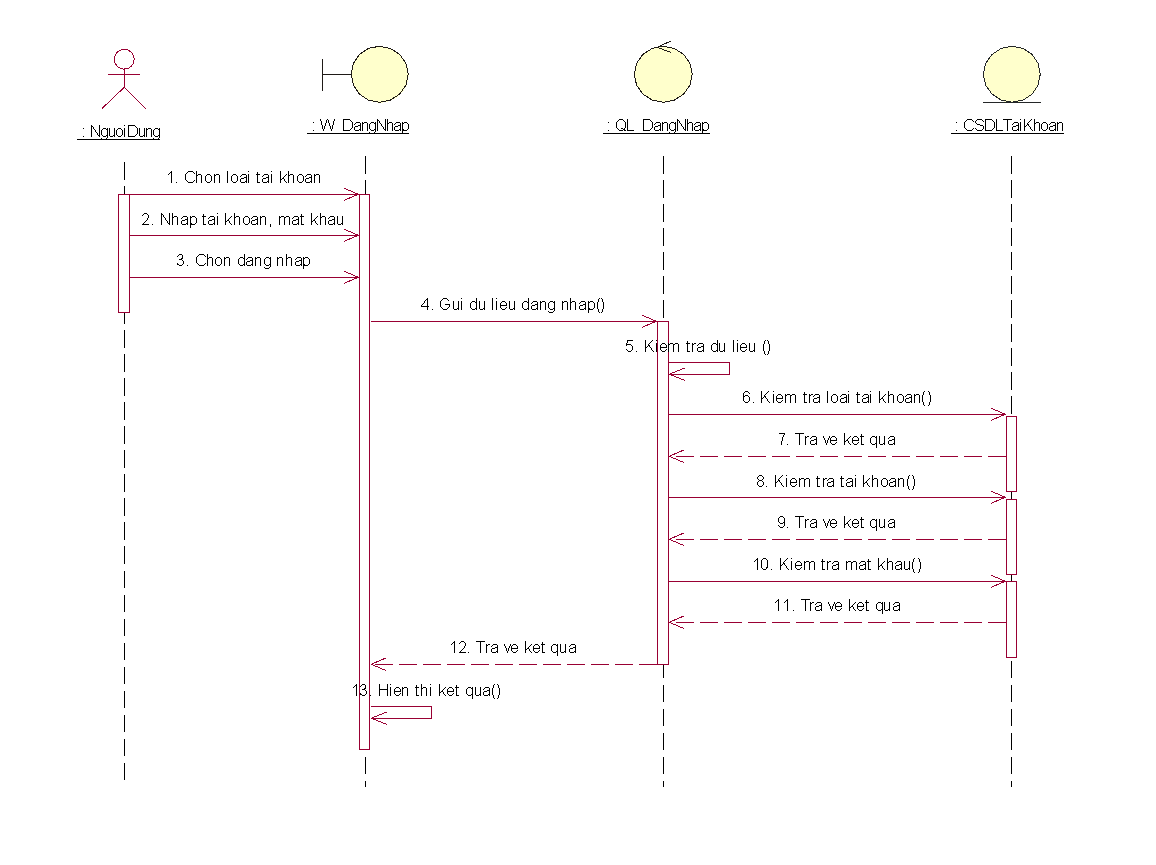 : NguoiDung
: W_DangNhap
: QL_DangNhap
: CSDLTaiKhoan
1. Chon loai tai khoan
2. Nhap tai khoan, mat khau
3. Chon dang nhap
4. Gui du lieu dang nhap()
5. Kiem tra du lieu ()
6. Kiem tra loai tai khoan()
7. Tra ve ket qua
8. Kiem tra tai khoan()
9. Tra ve ket qua
10. Kiem tra mat khau()
11. Tra ve ket qua
12. Tra ve ket qua
13. Hien thi ket qua()